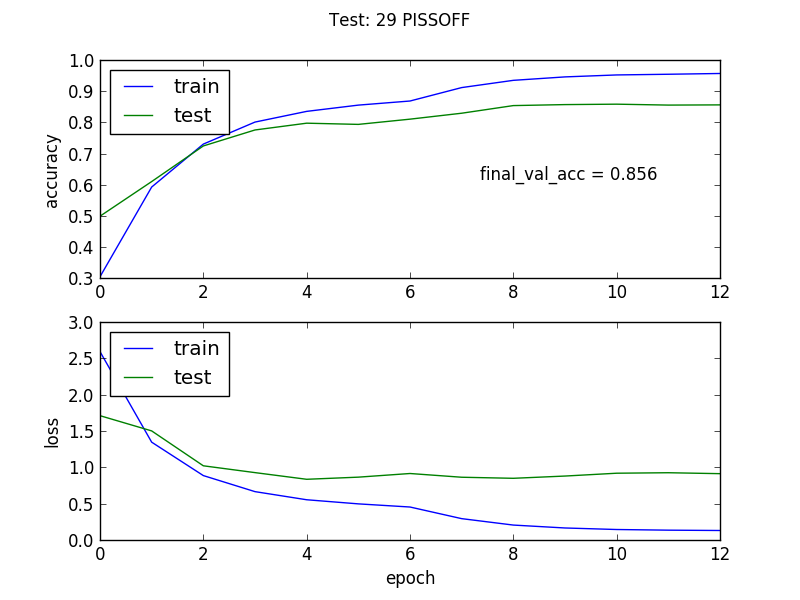 Test: 29 PISSOFF
1.0
0.9
0.8
0.7
0.6
0.5
0.4
0.3
accuracy
train
test
final_val_acc = 0.856
0 2 4 6 8 10 12
3.0
2.5
2.0
1.5
1.0
0.5
0.0
loss
train
test
0 2 4 6 8 10 12
epoch